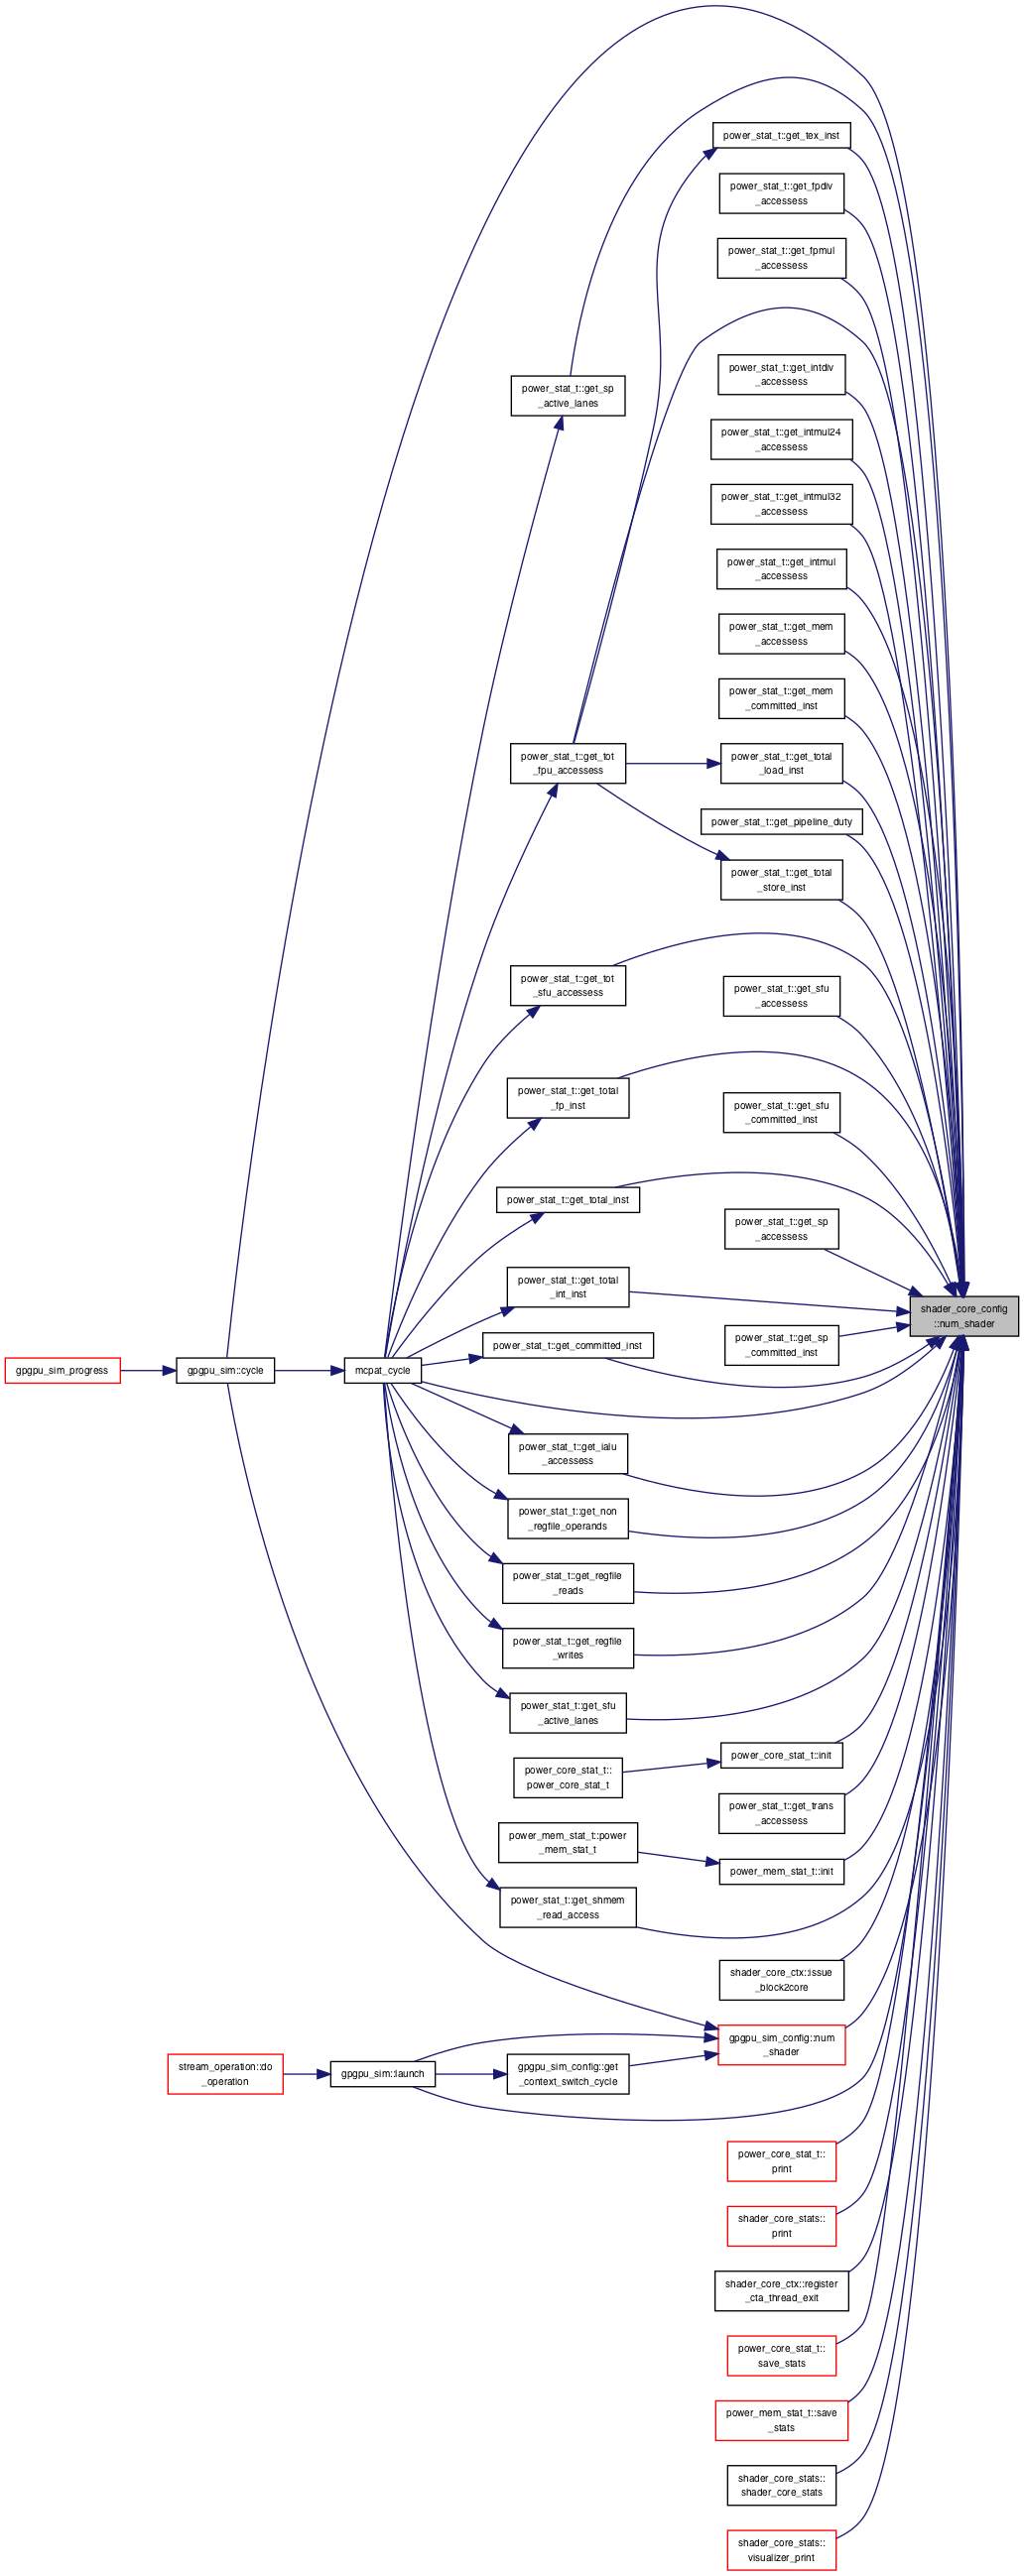 power_stat_t::get_tex_inst
power_stat_t::get_fpdiv
_accessess
power_stat_t::get_fpmul
_accessess
power_stat_t::get_sp
_active_lanes
power_stat_t::get_intdiv
_accessess
power_stat_t::get_intmul24
_accessess
power_stat_t::get_intmul32
_accessess
power_stat_t::get_intmul
_accessess
power_stat_t::get_mem
_accessess
power_stat_t::get_mem
_committed_inst
power_stat_t::get_tot
_fpu_accessess
power_stat_t::get_total
_load_inst
power_stat_t::get_pipeline_duty
power_stat_t::get_total
_store_inst
power_stat_t::get_tot
_sfu_accessess
power_stat_t::get_sfu
_accessess
power_stat_t::get_total
_fp_inst
power_stat_t::get_sfu
_committed_inst
power_stat_t::get_total_inst
power_stat_t::get_sp
_accessess
power_stat_t::get_total
_int_inst
shader_core_config
::num_shader
power_stat_t::get_committed_inst
power_stat_t::get_sp
_committed_inst
gpgpu_sim_progress
gpgpu_sim::cycle
mcpat_cycle
power_stat_t::get_ialu
_accessess
power_stat_t::get_non
_regfile_operands
power_stat_t::get_regfile
_reads
power_stat_t::get_regfile
_writes
power_stat_t::get_sfu
_active_lanes
power_core_stat_t::init
power_core_stat_t::
power_core_stat_t
power_stat_t::get_trans
_accessess
power_mem_stat_t::power
_mem_stat_t
power_mem_stat_t::init
power_stat_t::get_shmem
_read_access
shader_core_ctx::issue
_block2core
gpgpu_sim_config::num
_shader
stream_operation::do
_operation
gpgpu_sim::launch
gpgpu_sim_config::get
_context_switch_cycle
power_core_stat_t::
print
shader_core_stats::
print
shader_core_ctx::register
_cta_thread_exit
power_core_stat_t::
save_stats
power_mem_stat_t::save
_stats
shader_core_stats::
shader_core_stats
shader_core_stats::
visualizer_print